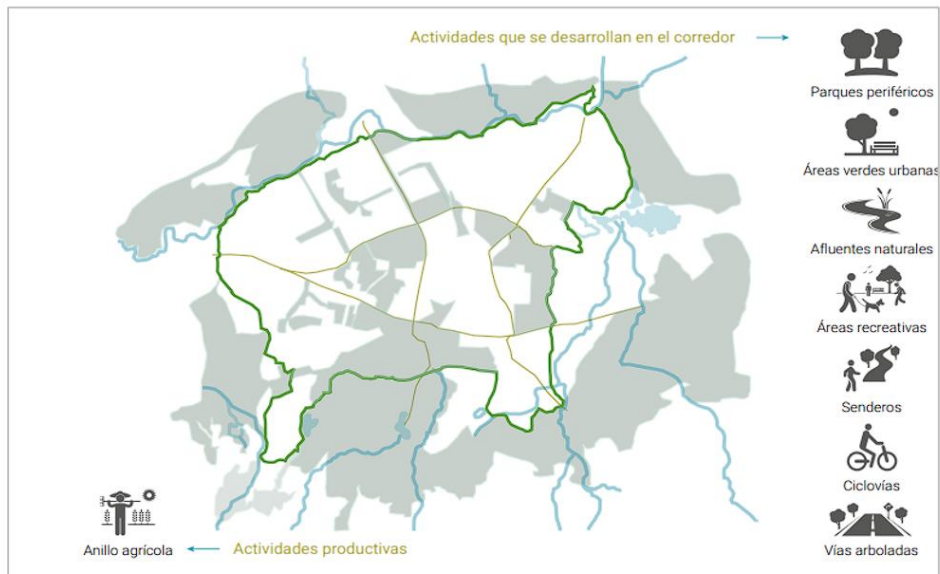 Actividades que se desarrollan en el corredor
Parques periféricos
Áreas verdes urbanas
Afluentes naturales
Áreas recreativas
Senderos
Ciclovías
Vías arboladas
Anillo agrícola
Actividades productivas